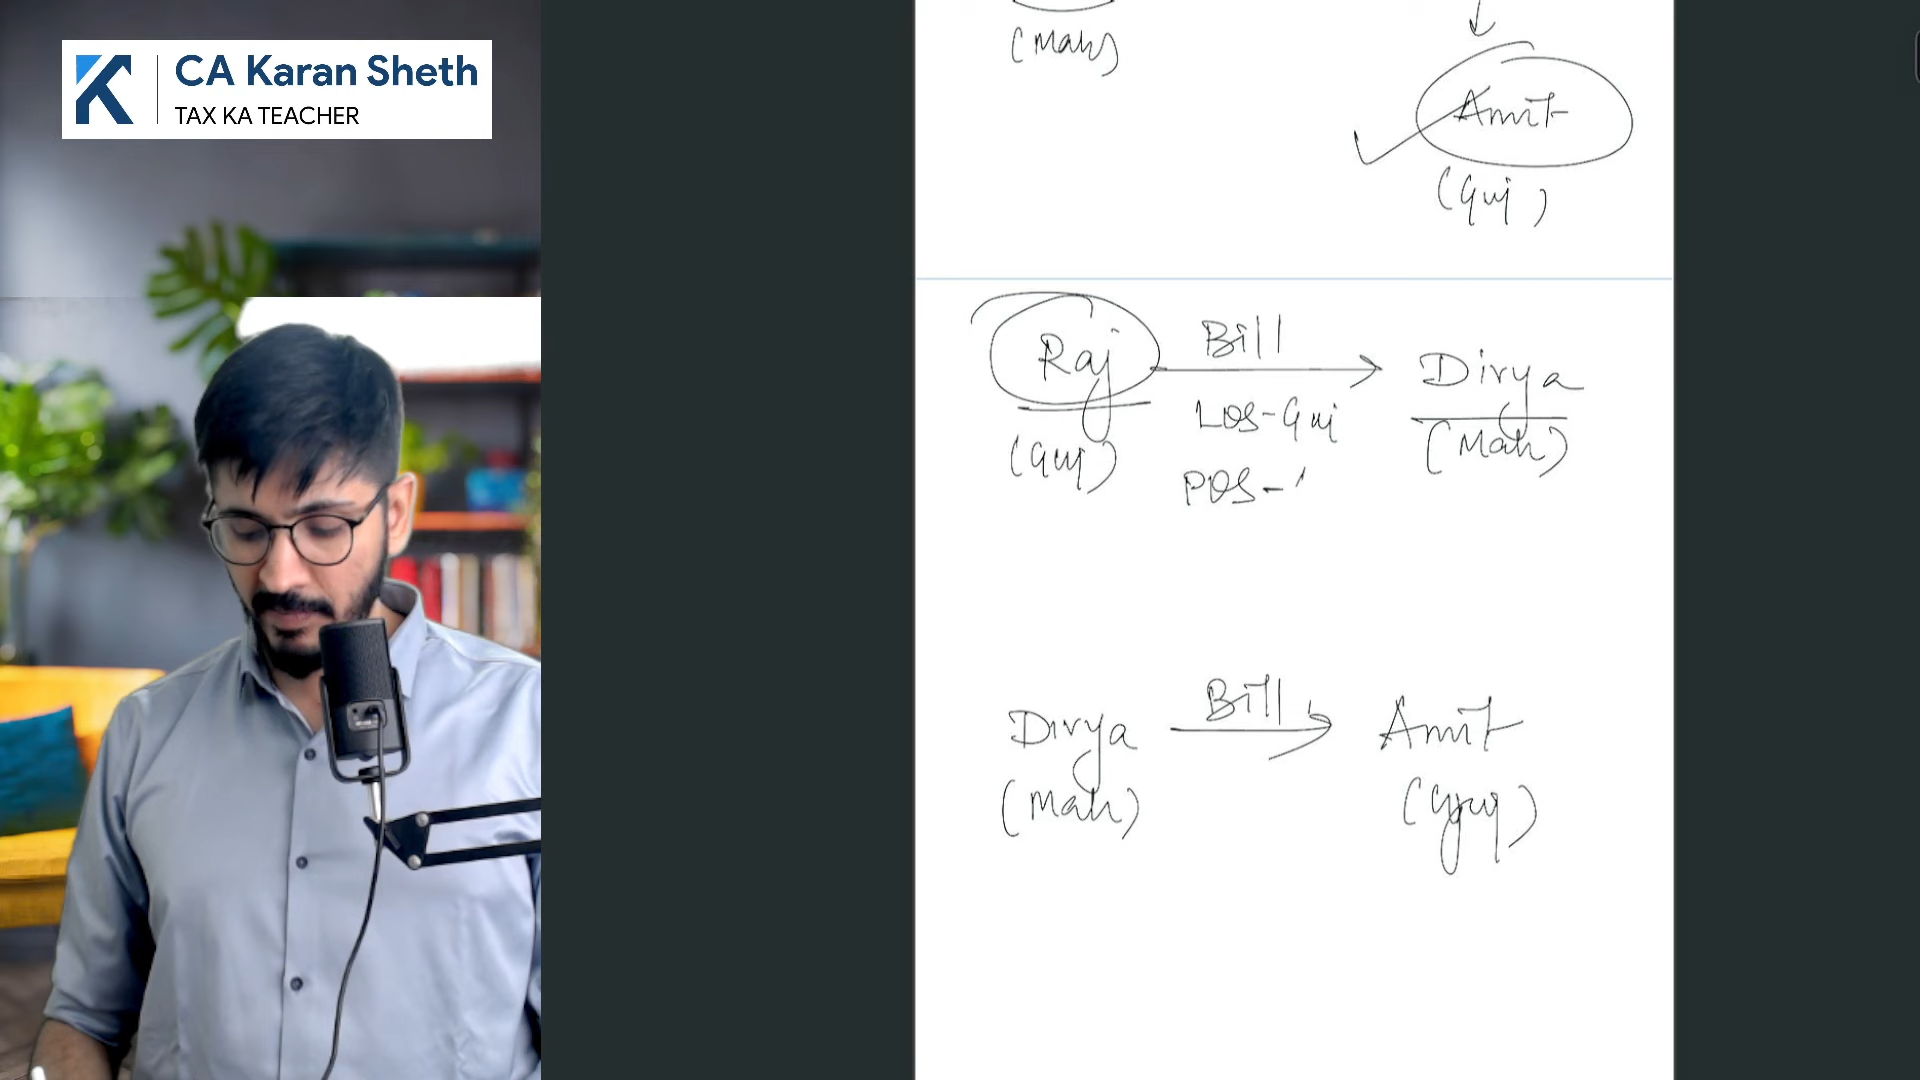 CA Karan Sheth
TAX KA TEACHER
(Mah)
Amit
(Guj)
Raj
Bill
Divya
(Guj)
LOS-Guj
(Mah)
POS-
Divya
Bill
Amit
(Mah)